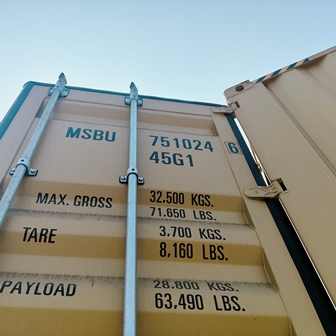 MSBU 751024 6
45G1
MAX. GROSS 32,500 KGS.
71,650 LBS.
TARE 3,700 KGS.
8,160 LBS.
PAYLOAD 28,800 KGS.
63,490 LBS.